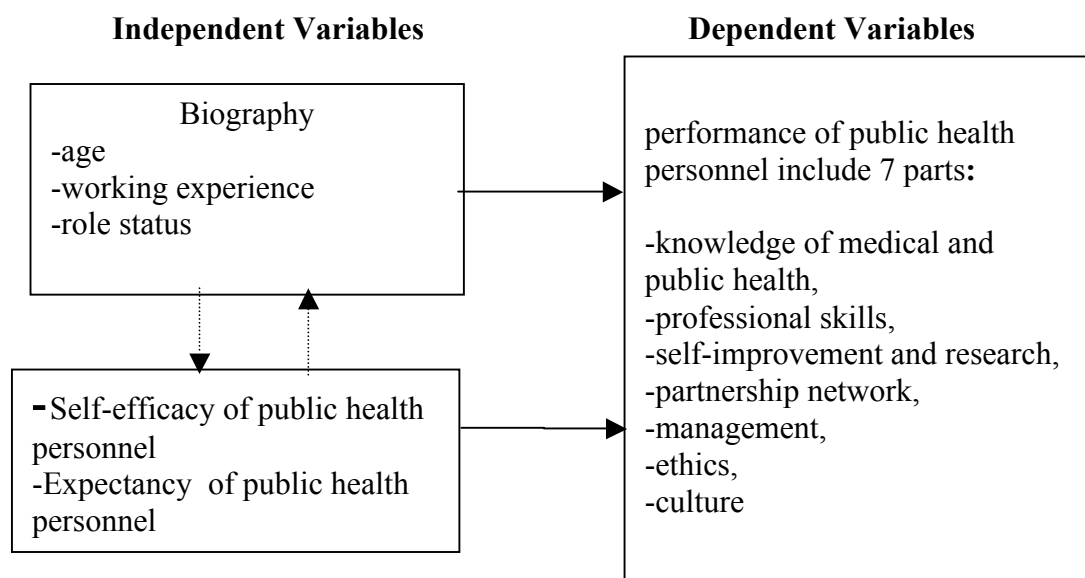 Independent Variables
Biography
-age
-working experience
-role status
-Self-efficacy of public health
personnel
-Expectancy of public health
personnel
Dependent Variables
performance of public health
personnel include 7 parts:
-knowledge of medical and
public health,
-professional skills,
-self-improvement and research,
-partnership network,
-management,
-ethics,
-culture